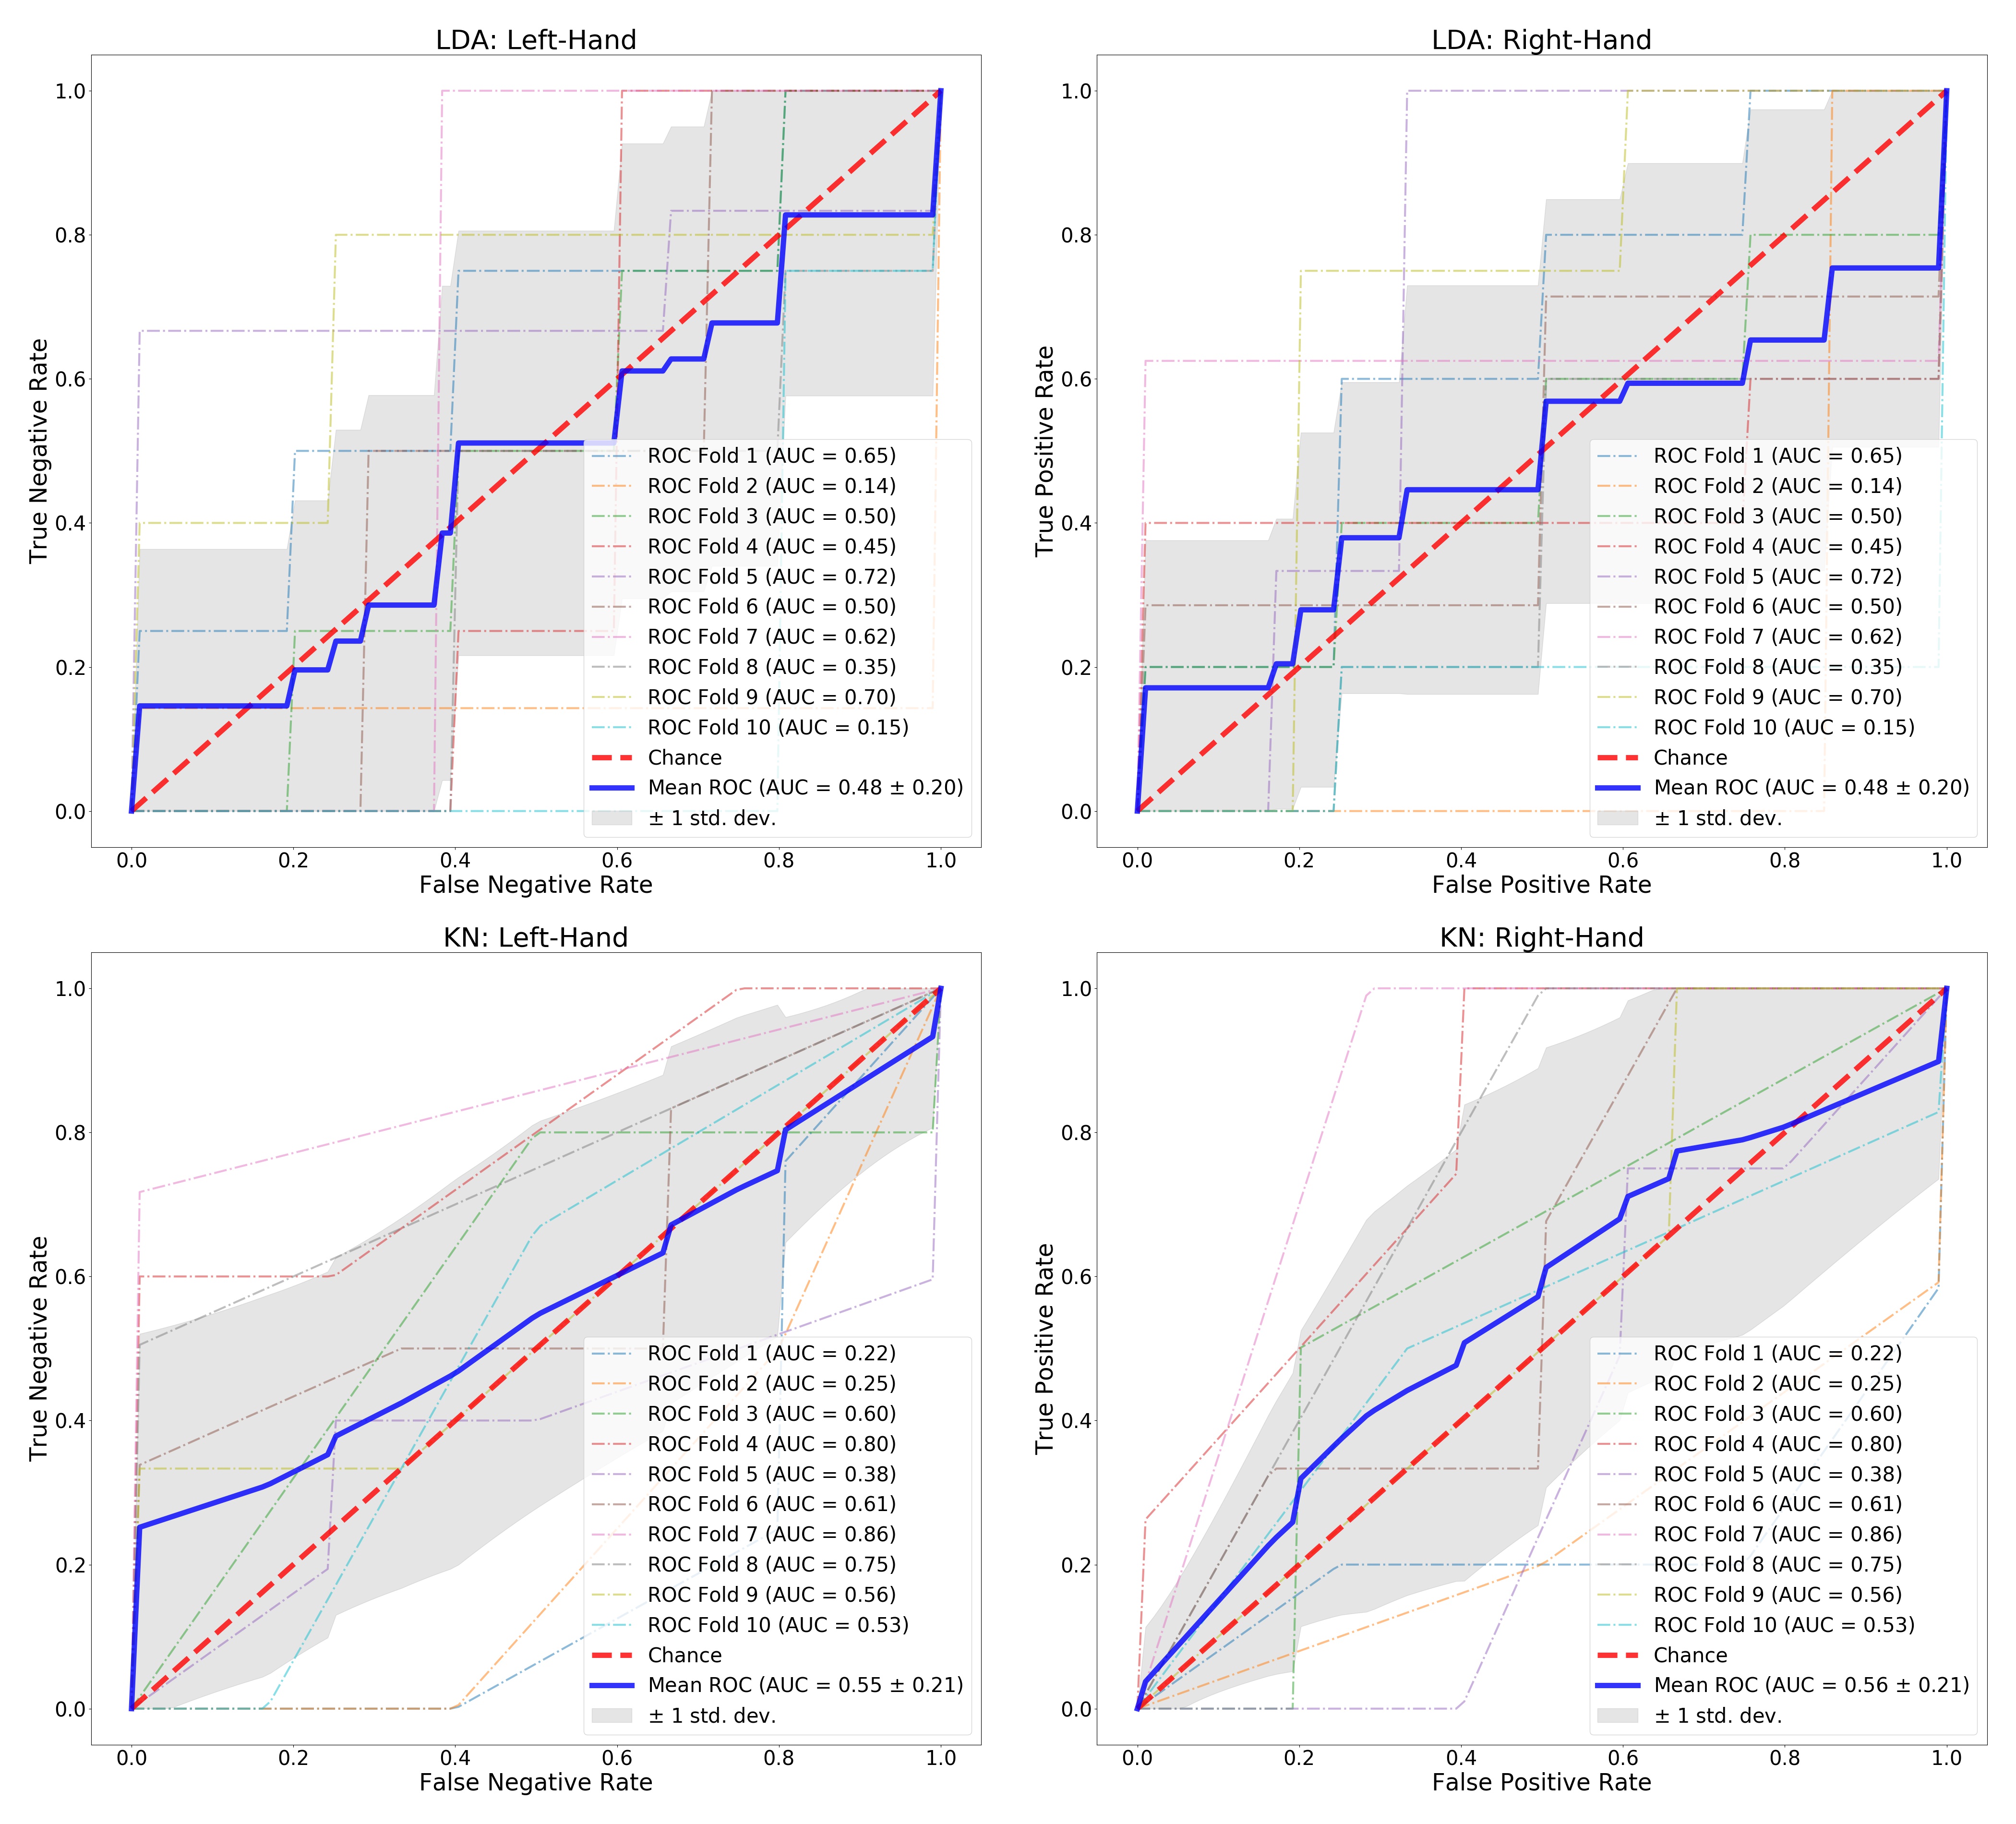 LDA: Left-Hand
True Negative Rate
1.0
0.8
0.6
0.4
0.2
0.0
ROC Fold 1 (AUC = 0.65)
ROC Fold 2 (AUC = 0.14)
ROC Fold 3 (AUC = 0.50)
ROC Fold 4 (AUC = 0.45)
ROC Fold 5 (AUC = 0.72)
ROC Fold 6 (AUC = 0.50)
ROC Fold 7 (AUC = 0.62)
ROC Fold 8 (AUC = 0.35)
ROC Fold 9 (AUC = 0.70)
ROC Fold 10 (AUC = 0.15)
Chance
Mean ROC (AUC = 0.48 ± 0.20)
± 1 std. dev.
0.0 0.2 0.4 0.6 0.8 1.0
False Negative Rate
LDA: Right-Hand
True Positive Rate
1.0
0.8
0.6
0.4
0.2
0.0
ROC Fold 1 (AUC = 0.65)
ROC Fold 2 (AUC = 0.14)
ROC Fold 3 (AUC = 0.50)
ROC Fold 4 (AUC = 0.45)
ROC Fold 5 (AUC = 0.72)
ROC Fold 6 (AUC = 0.50)
ROC Fold 7 (AUC = 0.62)
ROC Fold 8 (AUC = 0.35)
ROC Fold 9 (AUC = 0.70)
ROC Fold 10 (AUC = 0.15)
Chance
Mean ROC (AUC = 0.48 ± 0.20)
± 1 std. dev.
0.0 0.2 0.4 0.6 0.8 1.0
False Positive Rate
KN: Left-Hand
True Negative Rate
1.0
0.8
0.6
0.4
0.2
0.0
ROC Fold 1 (AUC = 0.22)
ROC Fold 2 (AUC = 0.25)
ROC Fold 3 (AUC = 0.60)
ROC Fold 4 (AUC = 0.80)
ROC Fold 5 (AUC = 0.38)
ROC Fold 6 (AUC = 0.61)
ROC Fold 7 (AUC = 0.86)
ROC Fold 8 (AUC = 0.75)
ROC Fold 9 (AUC = 0.56)
ROC Fold 10 (AUC = 0.53)
Chance
Mean ROC (AUC = 0.55 ± 0.21)
± 1 std. dev.
0.0 0.2 0.4 0.6 0.8 1.0
False Negative Rate
KN: Right-Hand
True Positive Rate
1.0
0.8
0.6
0.4
0.2
0.0
ROC Fold 1 (AUC = 0.22)
ROC Fold 2 (AUC = 0.25)
ROC Fold 3 (AUC = 0.60)
ROC Fold 4 (AUC = 0.80)
ROC Fold 5 (AUC = 0.38)
ROC Fold 6 (AUC = 0.61)
ROC Fold 7 (AUC = 0.86)
ROC Fold 8 (AUC = 0.75)
ROC Fold 9 (AUC = 0.56)
ROC Fold 10 (AUC = 0.53)
Chance
Mean ROC (AUC = 0.56 ± 0.21)
± 1 std. dev.
0.0 0.2 0.4 0.6 0.8 1.0
False Positive Rate